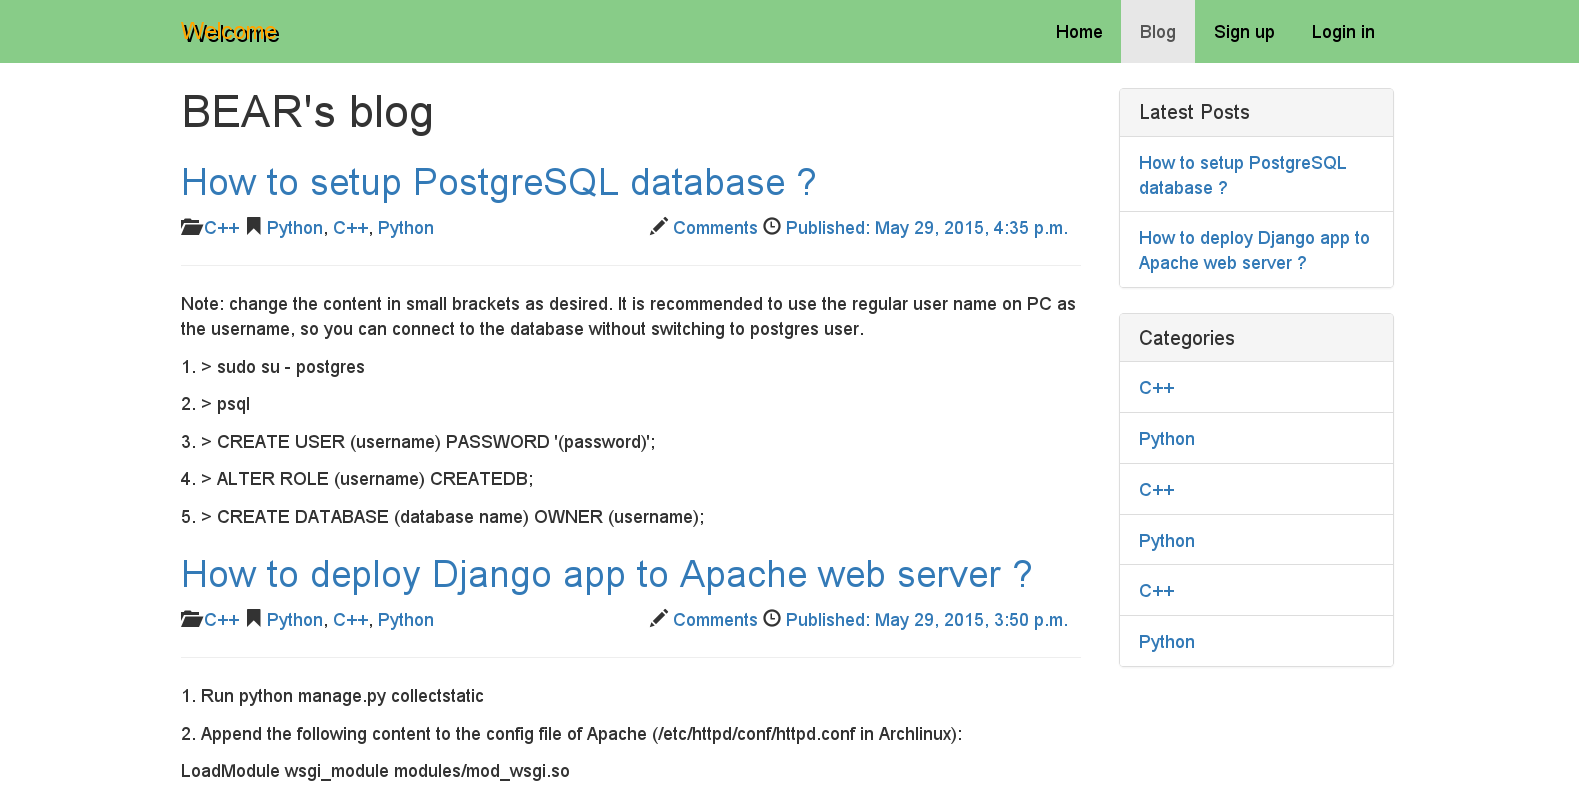 Welcome
Home
Blog
Sign up
Login in
BEAR's blog
How to setup PostgreSQL database ?
C++ Python, C++, Python
Comments Published: May 29, 2015, 4:35 p.m.
Note: change the content in small brackets as desired. It is recommended to use the regular user name on PC as
the username, so you can connect to the database without switching to postgres user.
1. > sudo su - postgres
2. > psql
3. > CREATE USER (username) PASSWORD '(password)';
4. > ALTER ROLE (username) CREATEDB;
5. > CREATE DATABASE (database name) OWNER (username);
How to deploy Django app to Apache web server ?
C++ Python, C++, Python
Comments Published: May 29, 2015, 3:50 p.m.
1. Run python manage.py collectstatic
2. Append the following content to the config file of Apache (/etc/httpd/conf/httpd.conf in Archlinux):
LoadModule wsgi_module modules/mod_wsgi.so
Latest Posts
How to setup PostgreSQL
database ?
How to deploy Django app to
Apache web server ?
Categories
C++
Python
C++
Python
C++
Python